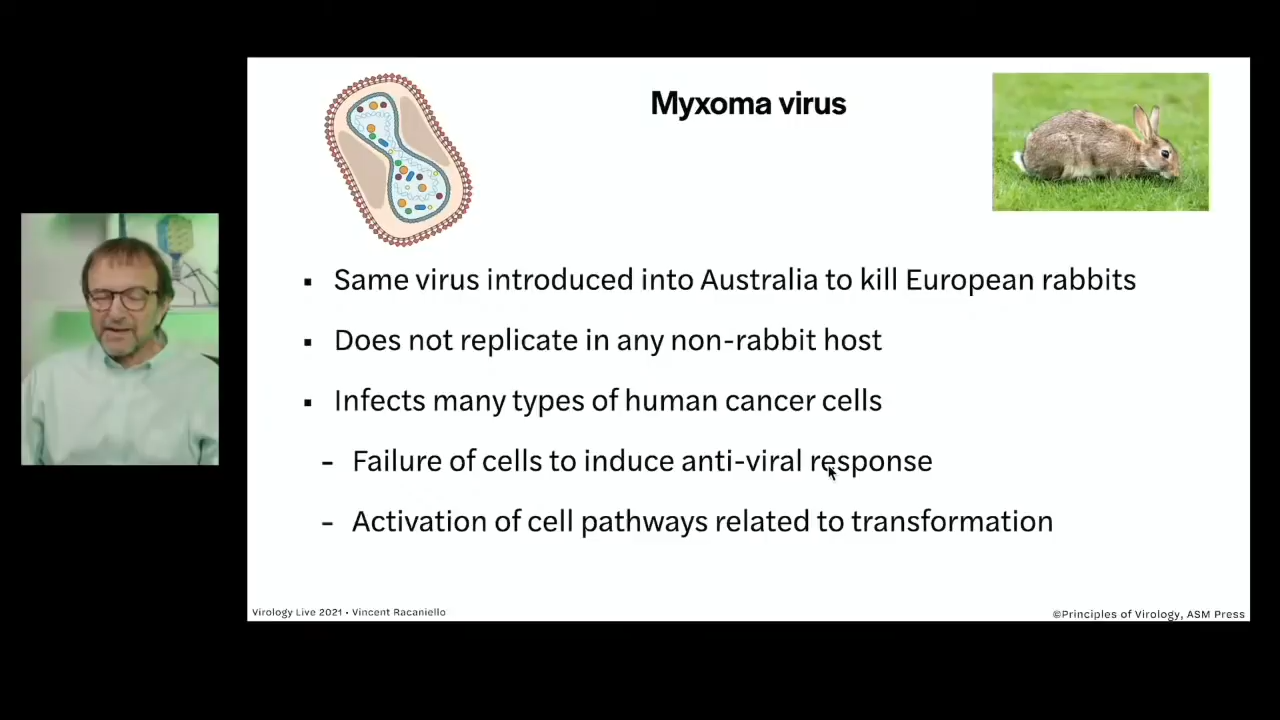 Myxoma virus
▪ Same virus introduced into Australia to kill European rabbits
▪ Does not replicate in any non-rabbit host
▪ Infects many types of human cancer cells
- Failure of cells to induce anti-viral response
- Activation of cell pathways related to transformation
Virology Live 2021 • Vincent Racaniello
©Principles of Virology, ASM Press